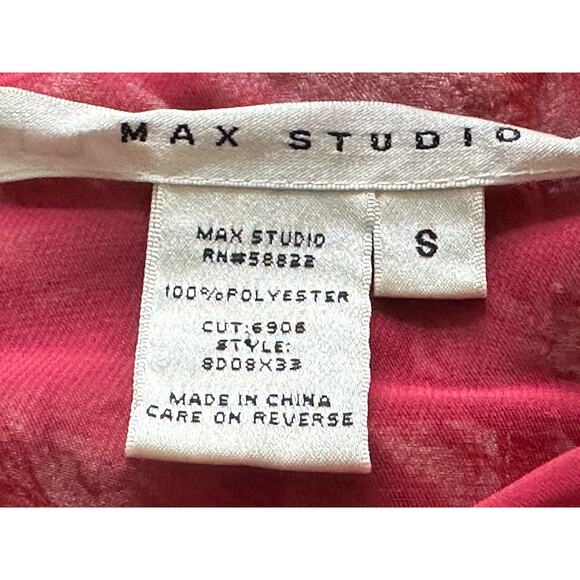 MAX STUDIO
MAX STUDIO
RN#58822
S
100%POLYESTER
CUT:6906
STYLE:
8D08X33
MADE IN CHINA
CARE ON REVERSE